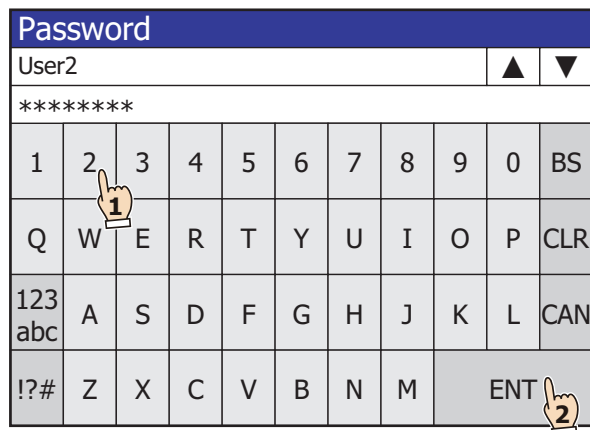 Password
User2 ▲ ▼
********
1 2 3 4 5 6 7 8 9 0 BS
1
Q W E R T Y U I O P CLR
123
abc A S D F G H J K L CAN
!?# Z X C V B N M ENT
2